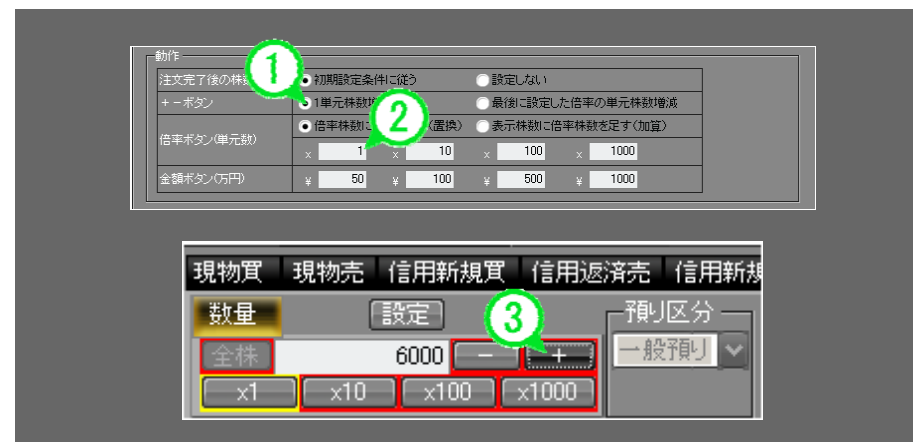 動作
注文完了後の株
初期設定条件に従う 設定しない
1
+-ボタン 1単元株数 最後に設定した倍率の単元株数増減
2
倍率ボタン(単元数) 倍率株数に (置換) 表示株数に倍率株数を足す(加算)
x 1 x 10 x 100 x 1000
金額ボタン(万円) ¥ 50 ¥ 100 ¥ 500 ¥ 1000
現物買 現物売 信用新規買 信用返済売 信用新規
数量 設定 3 預り区分
全株 6000 - + 一般預り
x1 x10 x100 x1000